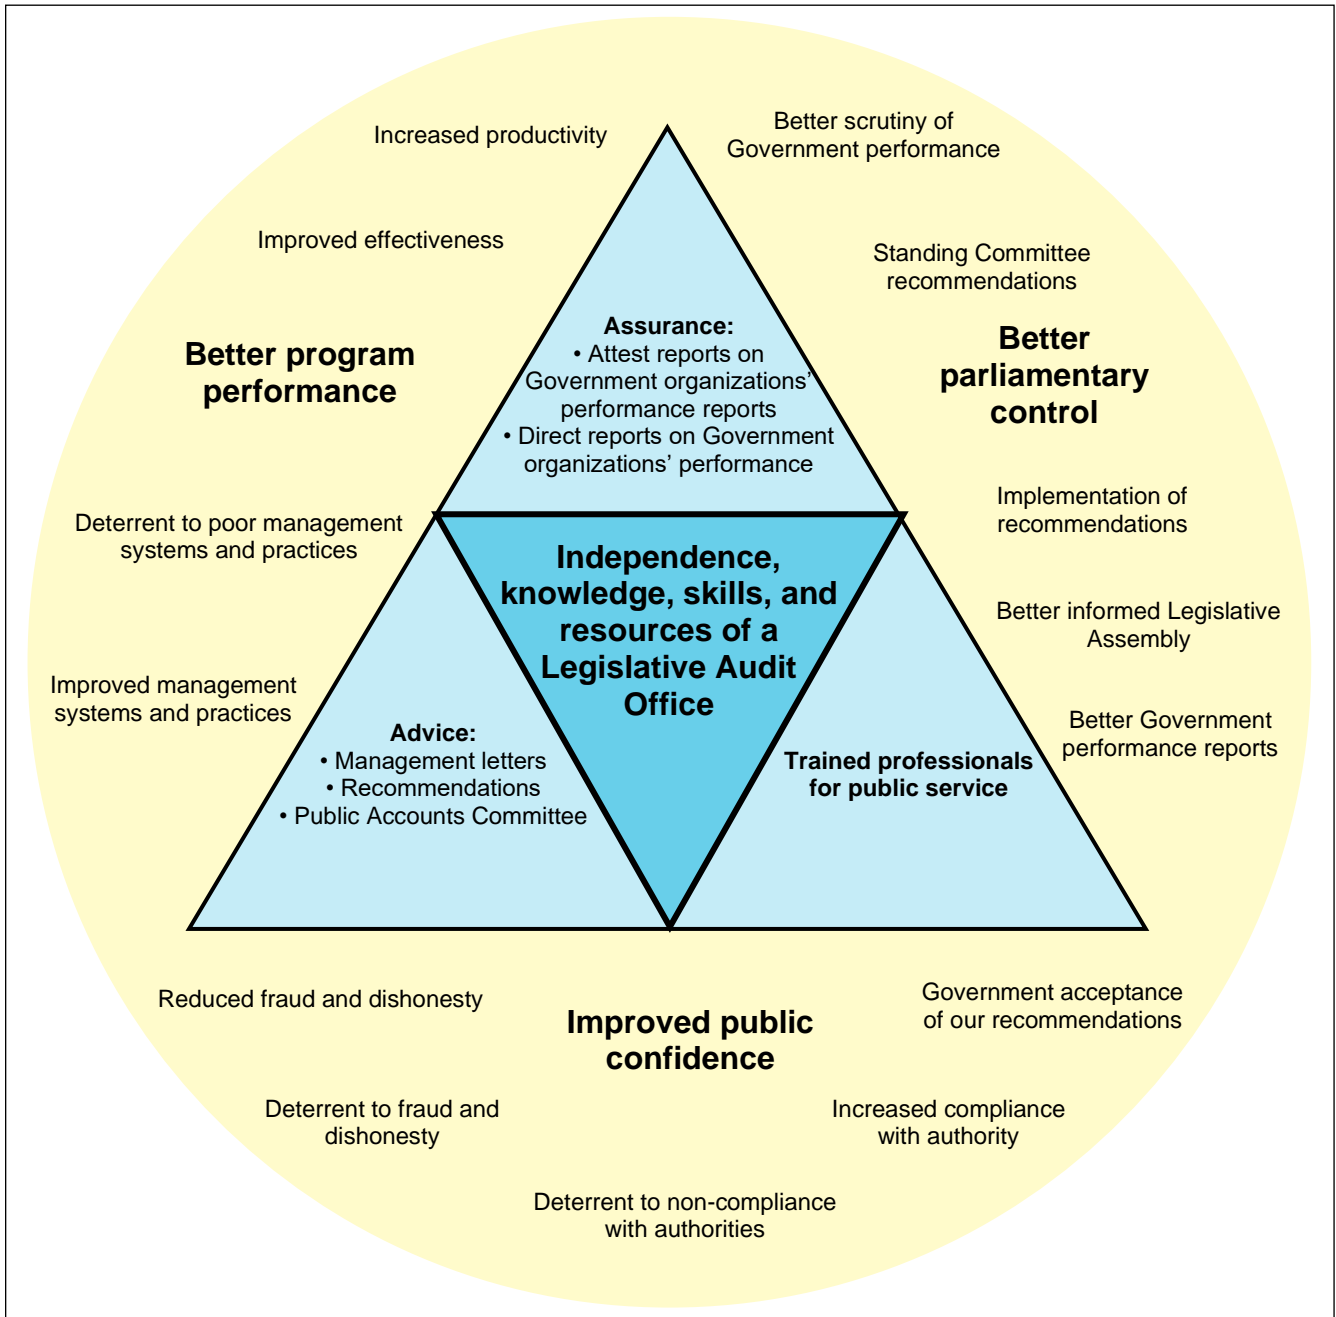 Increased productivity
Better scrutiny of
Government performance
Improved effectiveness
Standing Committee
recommendations
Better program
performance
Assurance:
• Attest reports on
Government organizations’
performance reports
• Direct reports on Government
organizations’ performance
Better
parliamentary
control
Deterrent to poor management
systems and practices
Implementation of
recommendations
Independence,
knowledge, skills, and
resources of a
Legislative Audit
Office
Better informed Legislative
Assembly
Improved management
systems and practices
Better Government
performance reports
Advice:
• Management letters
• Recommendations
• Public Accounts Committee
Trained professionals
for public service
Reduced fraud and dishonesty
Improved public
confidence
Government acceptance
of our recommendations
Deterrent to fraud and
dishonesty
Increased compliance
with authority
Deterrent to non-compliance
with authorities